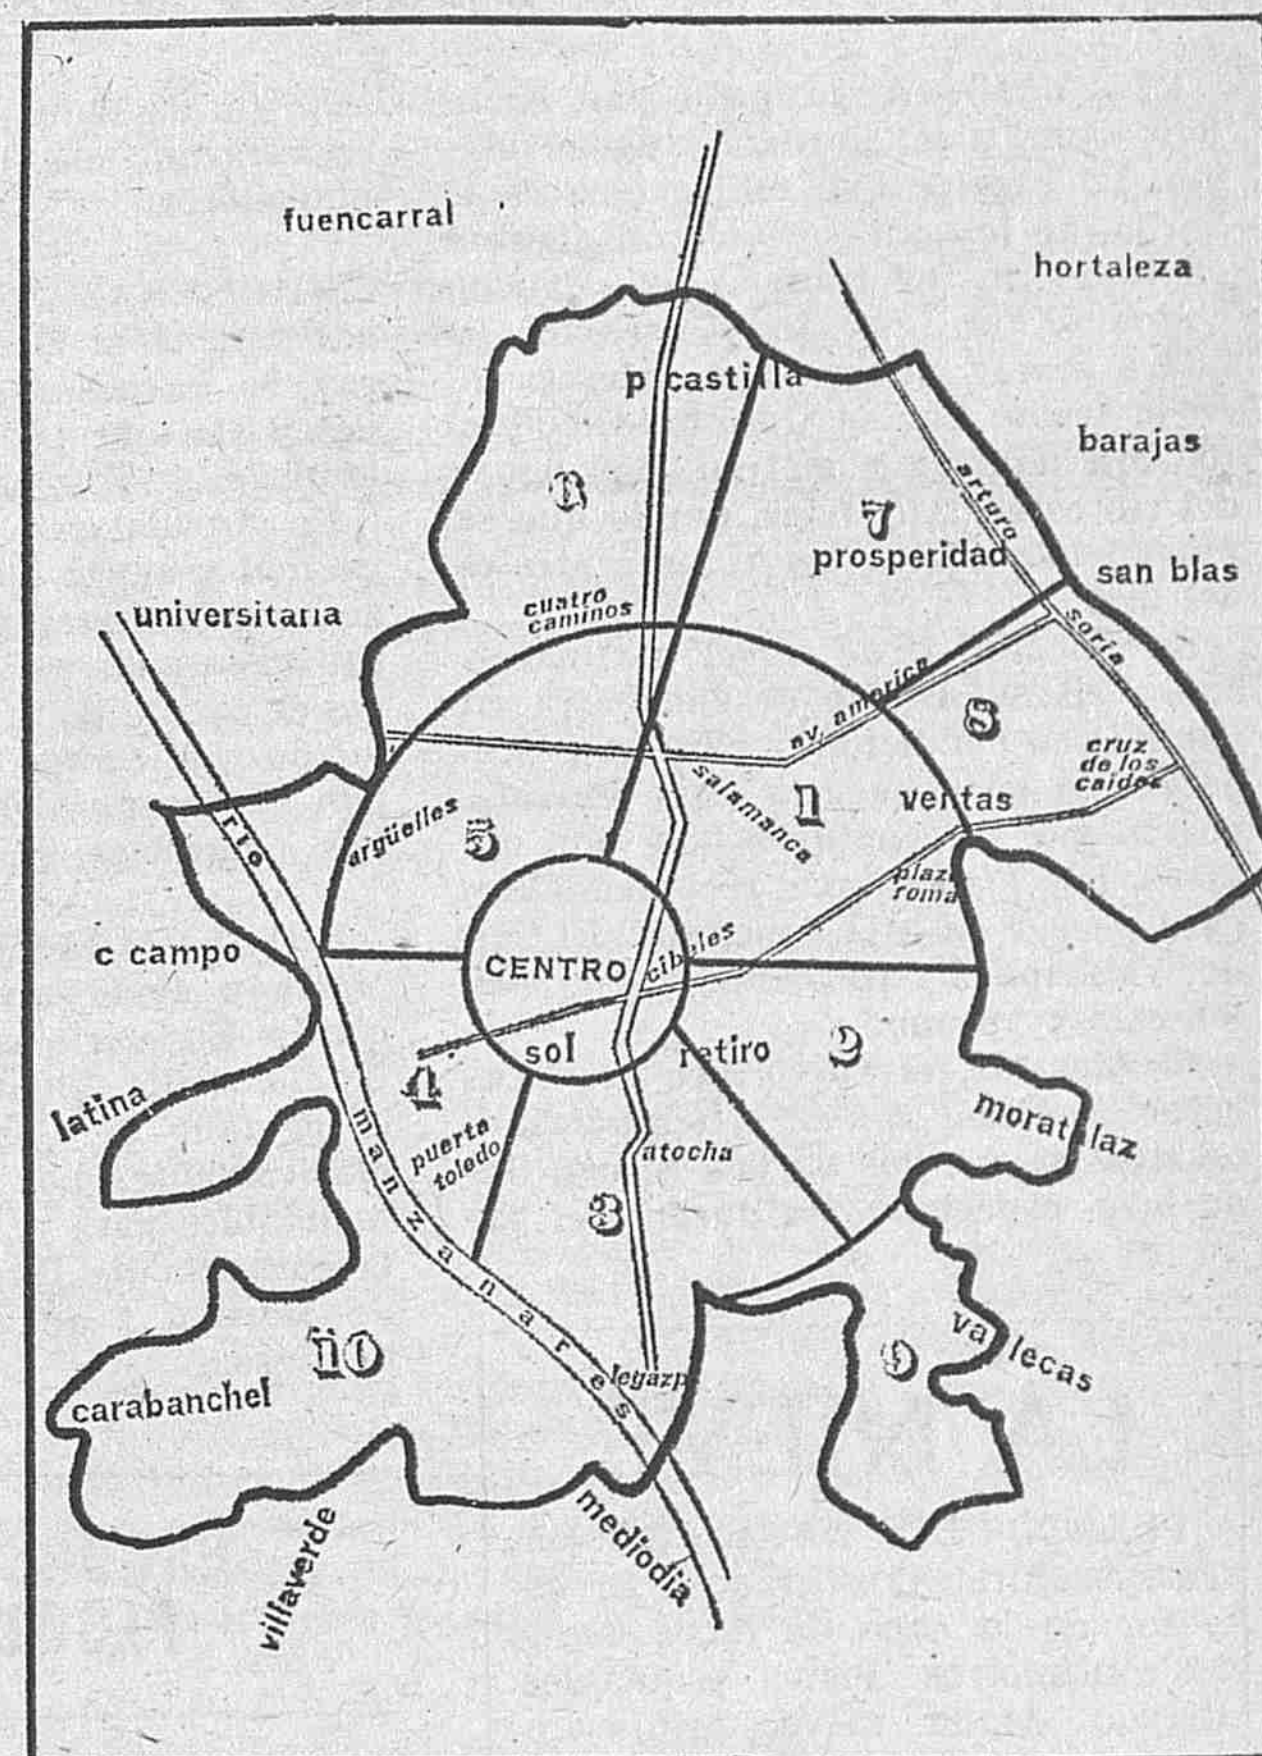 fuencarral
hortaleza
p castilla
barajas
6
arturo
7
prosperidad
san blas
cuatro
caminos
universitaria
soria
av. america
8
cruz
de los
caidos
salamanca
1
ventas
argüelles
5
rio
plaza
roma
c campo
CENTRO
cibeles
sol
retiro
2
4
latina
moratalaz
manzanares
puerta
toledo
atocha
3
vallecas
10
9
legazpi
carabanchel
mediodia
villaverde